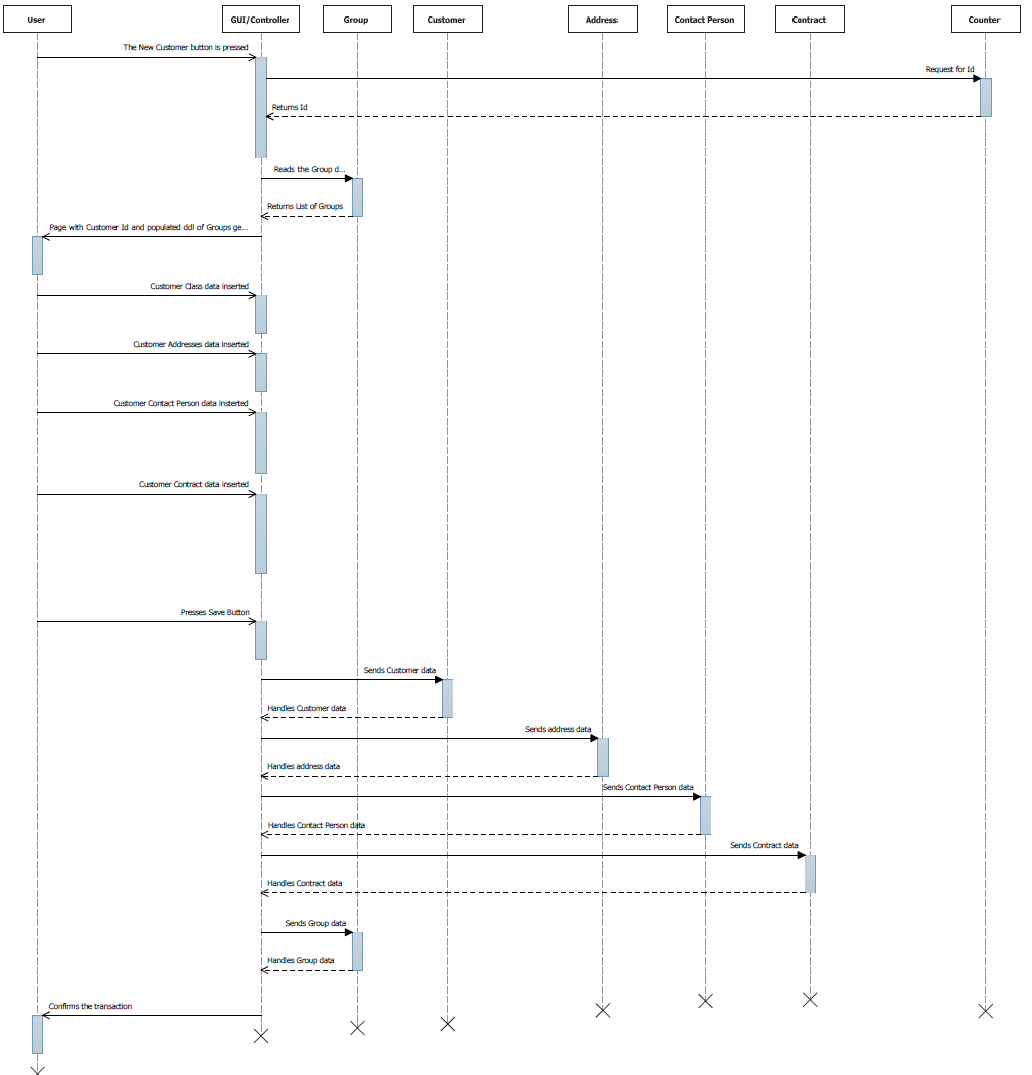 User
GUI/Controller
Group
Customer
Address
Contact Person
Contract
Counter
The New Customer button is pressed
Request for Id
Returns Id
Reads the Group d...
Returns List of Groups
Page with Customer Id and populated ddl of Groups ge...
Customer Class data inserted
Customer Addresses data inserted
Customer Contact Person data insterted
Customer Contract data inserted
Presses Save Button
Sends Customer data
Handles Customer data
Sends address data
Handles address data
Sends Contact Person data
Handles Contact Person data
Sends Contract data
Handles Contract data
Sends Group data
Handles Group data
Confirms the transaction